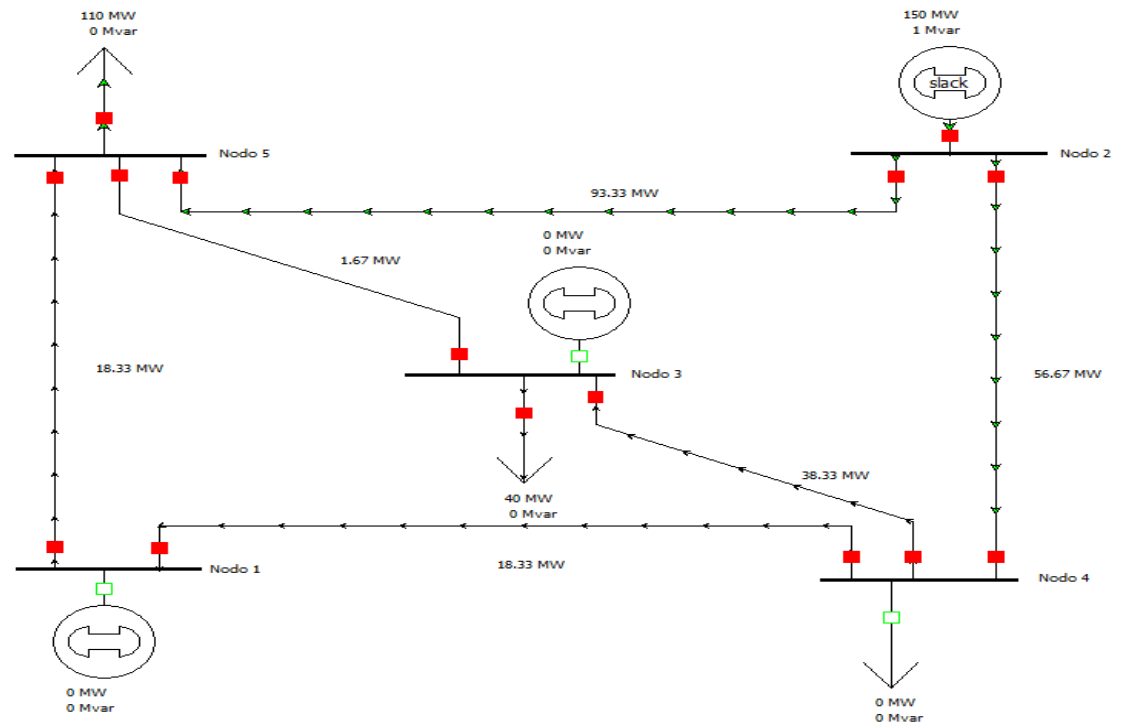 110 MW
0 Mvar
150 MW
1 Mvar
slack
Nodo 5
Nodo 2
93.33 MW
0 MW
0 Mvar
1.67 MW
18.33 MW
Nodo 3
56.67 MW
38.33 MW
40 MW
0 Mvar
18.33 MW
Nodo 1
Nodo 4
0 MW
0 Mvar
0 MW
0 Mvar